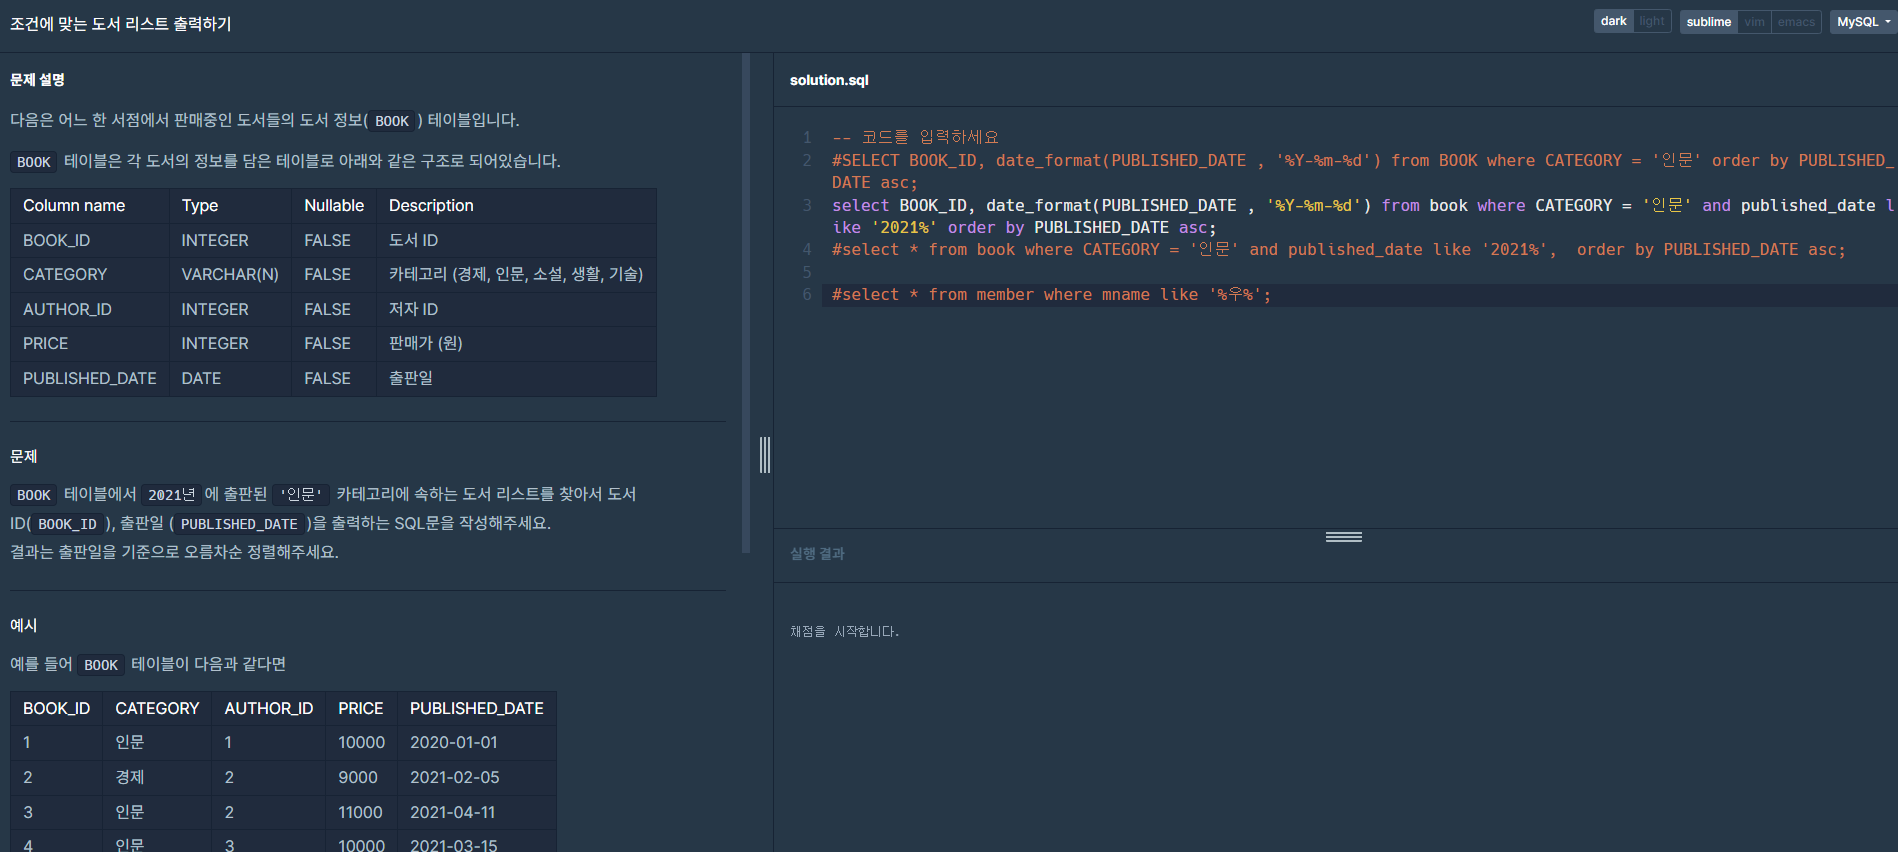 조건에 맞는 도서 리스트 출력하기
dark light sublime vim emacs MySQL
문제 설명
다음은 어느 한 서점에서 판매중인 도서들의 도서 정보( BOOK ) 테이블입니다.
BOOK 테이블은 각 도서의 정보를 담은 테이블로 아래와 같은 구조로 되어있습니다.
Column name Type Nullable Description
BOOK_ID INTEGER FALSE 도서 ID
CATEGORY VARCHAR(N) FALSE 카테고리 (경제, 인문, 소설, 생활, 기술)
AUTHOR_ID INTEGER FALSE 저자 ID
PRICE INTEGER FALSE 판매가 (원)
PUBLISHED_DATE DATE FALSE 출판일
문제
BOOK 테이블에서 2021년 에 출판된 '인문' 카테고리에 속하는 도서 리스트를 찾아서 도서
ID( BOOK_ID ), 출판일 ( PUBLISHED_DATE )을 출력하는 SQL문을 작성해주세요.
결과는 출판일을 기준으로 오름차순 정렬해주세요.
예시
예를 들어 BOOK 테이블이 다음과 같다면
BOOK_ID CATEGORY AUTHOR_ID PRICE PUBLISHED_DATE
1 인문 1 10000 2020-01-01
2 경제 2 9000 2021-02-05
3 인문 2 11000 2021-04-11
4 인문 3 10000 2021-03-15
solution.sql
1 -- 코드를 입력하세요
2 #SELECT BOOK_ID, date_format(PUBLISHED_DATE , '%Y-%m-%d') from BOOK where CATEGORY = '인문' order by PUBLISHED_
DATE asc;
3 select BOOK_ID, date_format(PUBLISHED_DATE , '%Y-%m-%d') from book where CATEGORY = '인문' and published_date l
ike '2021%' order by PUBLISHED_DATE asc;
4 #select * from book where CATEGORY = '인문' and published_date like '2021%',  order by PUBLISHED_DATE asc;
5
6 #select * from member where mname like '%우%';
실행 결과
채점을 시작합니다.